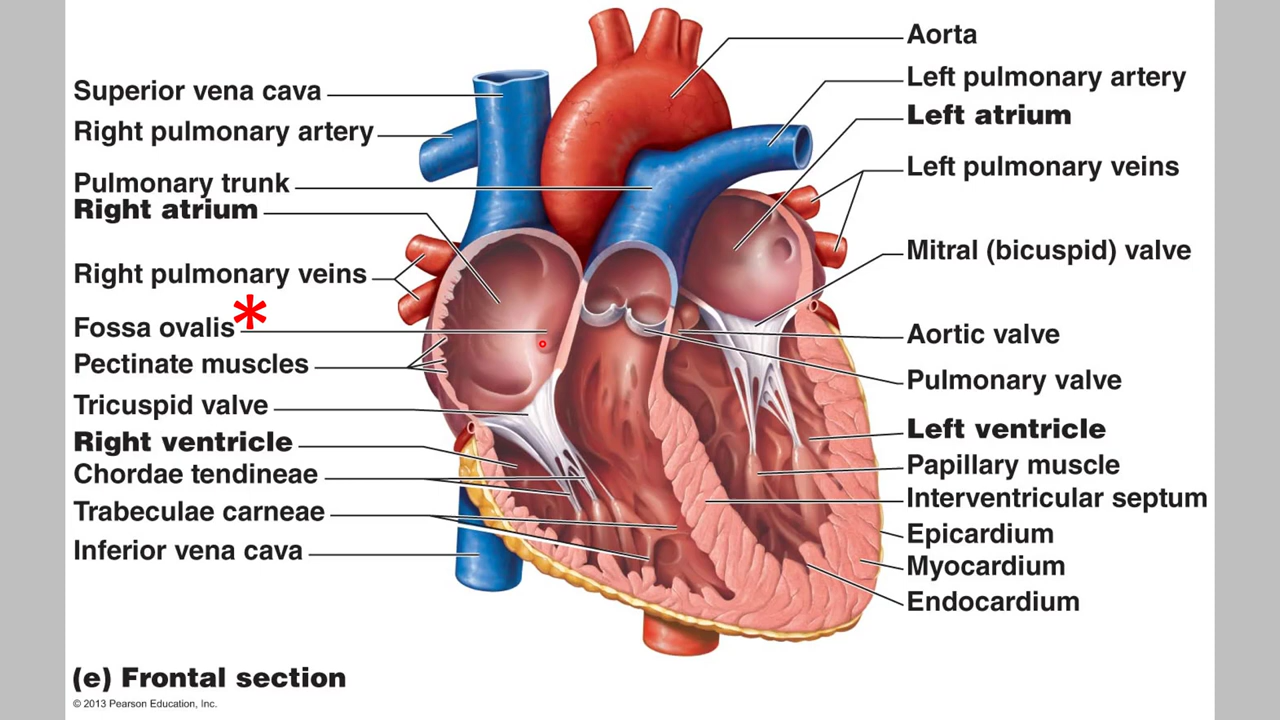 Superior vena cava
Right pulmonary artery
Pulmonary trunk
Right atrium
Right pulmonary veins
Fossa ovalis*
Pectinate muscles
Tricuspid valve
Right ventricle
Chordae tendineae
Trabeculae carneae
Inferior vena cava
Aorta
Left pulmonary artery
Left atrium
Left pulmonary veins
Mitral (bicuspid) valve
Aortic valve
Pulmonary valve
Left ventricle
Papillary muscle
Interventricular septum
Epicardium
Myocardium
Endocardium
(e) Frontal section
© 2013 Pearson Education, Inc.